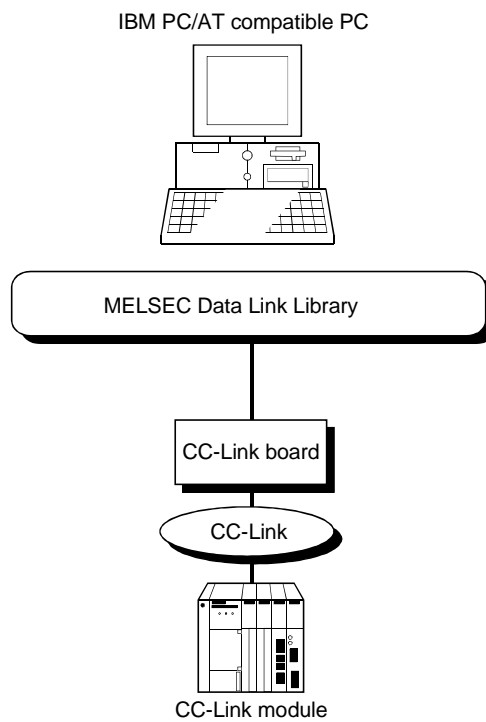 IBM PC/AT compatible PC
MELSEC Data Link Library
CC-Link board
CC-Link
CC-Link module